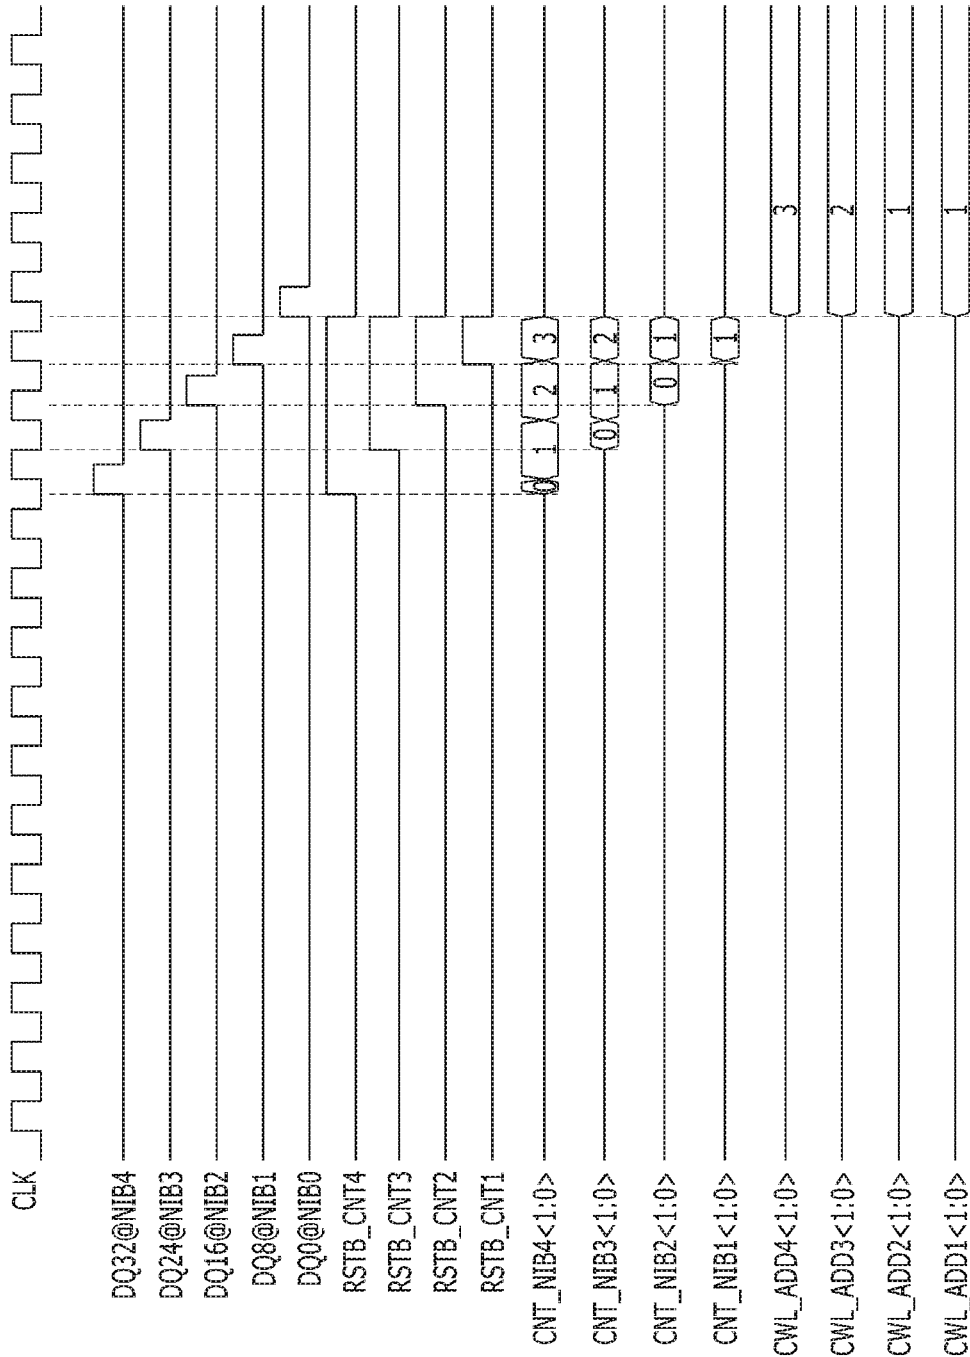 CLK
DQ32@NIB4
DQ24@NIB3
DQ16@NIB2
DQ8@NIB1
DQ0@NIB0
RSTB_CNT4
RSTB_CNT3
RSTB_CNT2
RSTB_CNT1
CNT_NIB4<1:0> 0 1 2 3
CNT_NIB3<1:0> 0 1 2
CNT_NIB2<1:0> 0 1
CNT_NIB1<1:0> 1
CWL_ADD4<1:0> 3
CWL_ADD3<1:0> 2
CWL_ADD2<1:0> 1
CWL_ADD1<1:0> 1